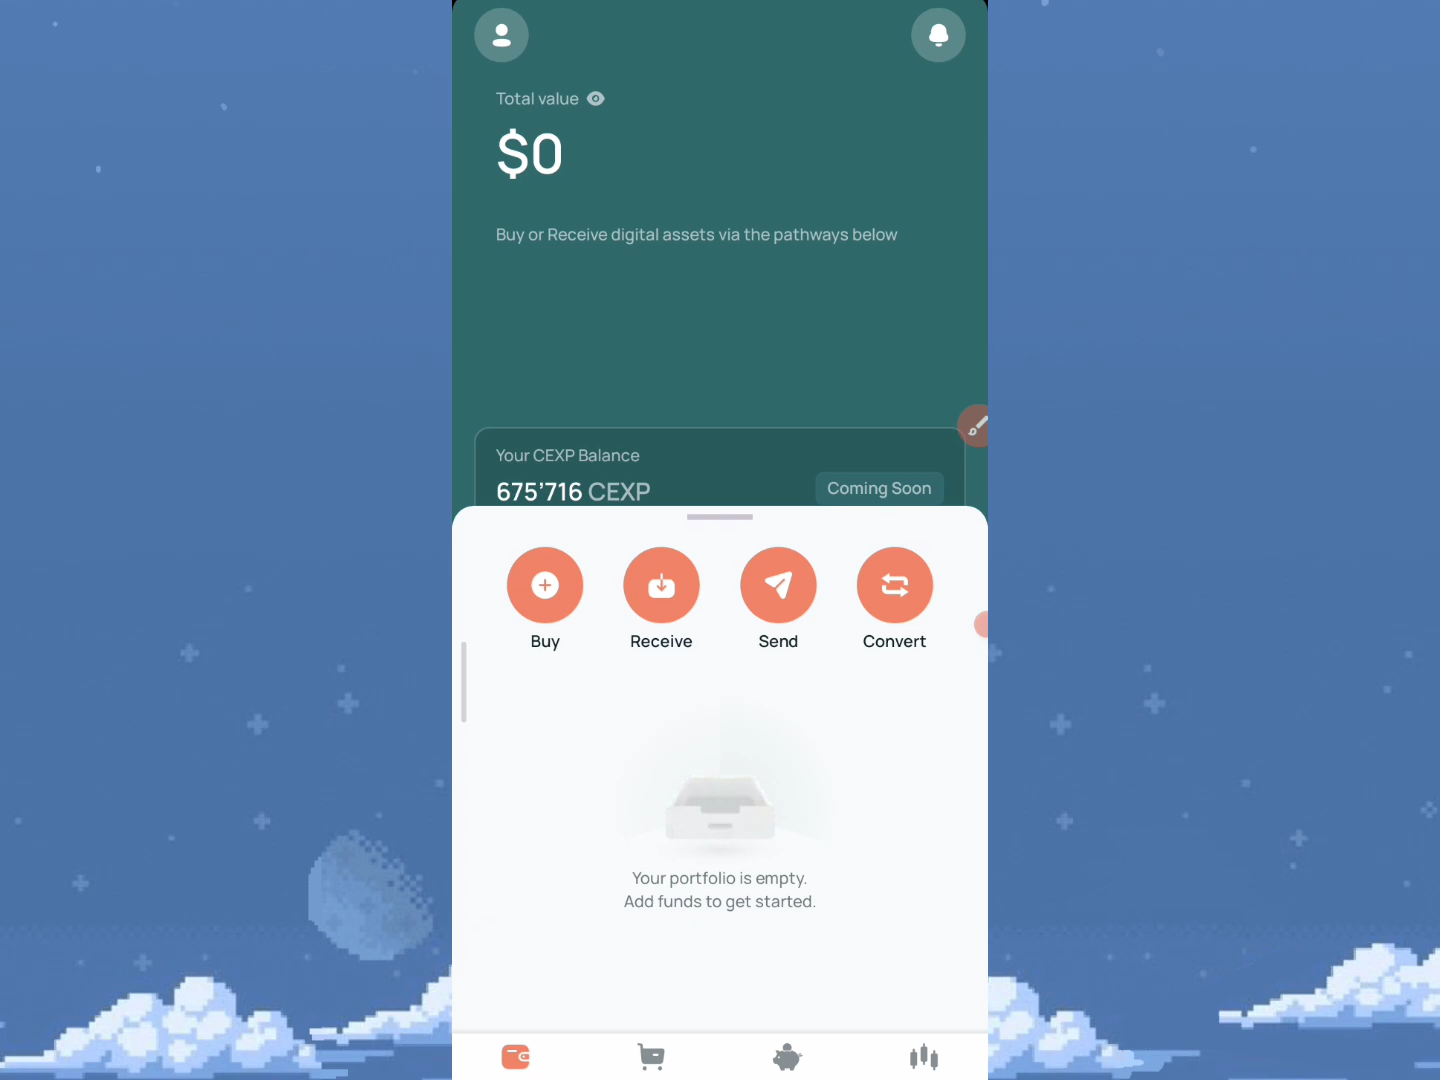 Total value
$0
Buy or Receive digital assets via the pathways below
Your CEXP Balance
675’716 CEXP
Coming Soon
Buy
Receive
Send
Convert
Your portfolio is empty.
Add funds to get started.